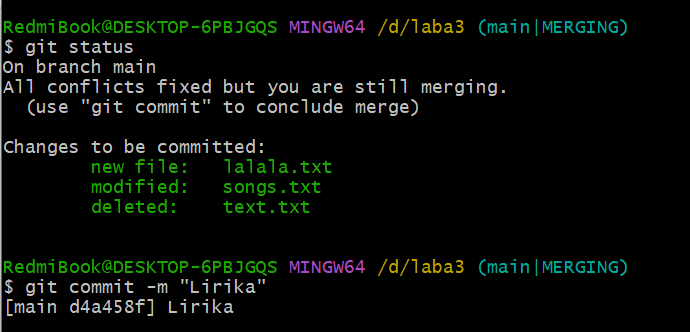 RedmiBook@DESKTOP-6PBJGQS MINGW64 /d/laba3 (main|MERGING)
$ git status
On branch main
All conflicts fixed but you are still merging.
  (use "git commit" to conclude merge)

Changes to be committed:
        new file:   lalala.txt
        modified:   songs.txt
        deleted:    text.txt

RedmiBook@DESKTOP-6PBJGQS MINGW64 /d/laba3 (main|MERGING)
$ git commit -m "Lirika"
[main d4a458f] Lirika